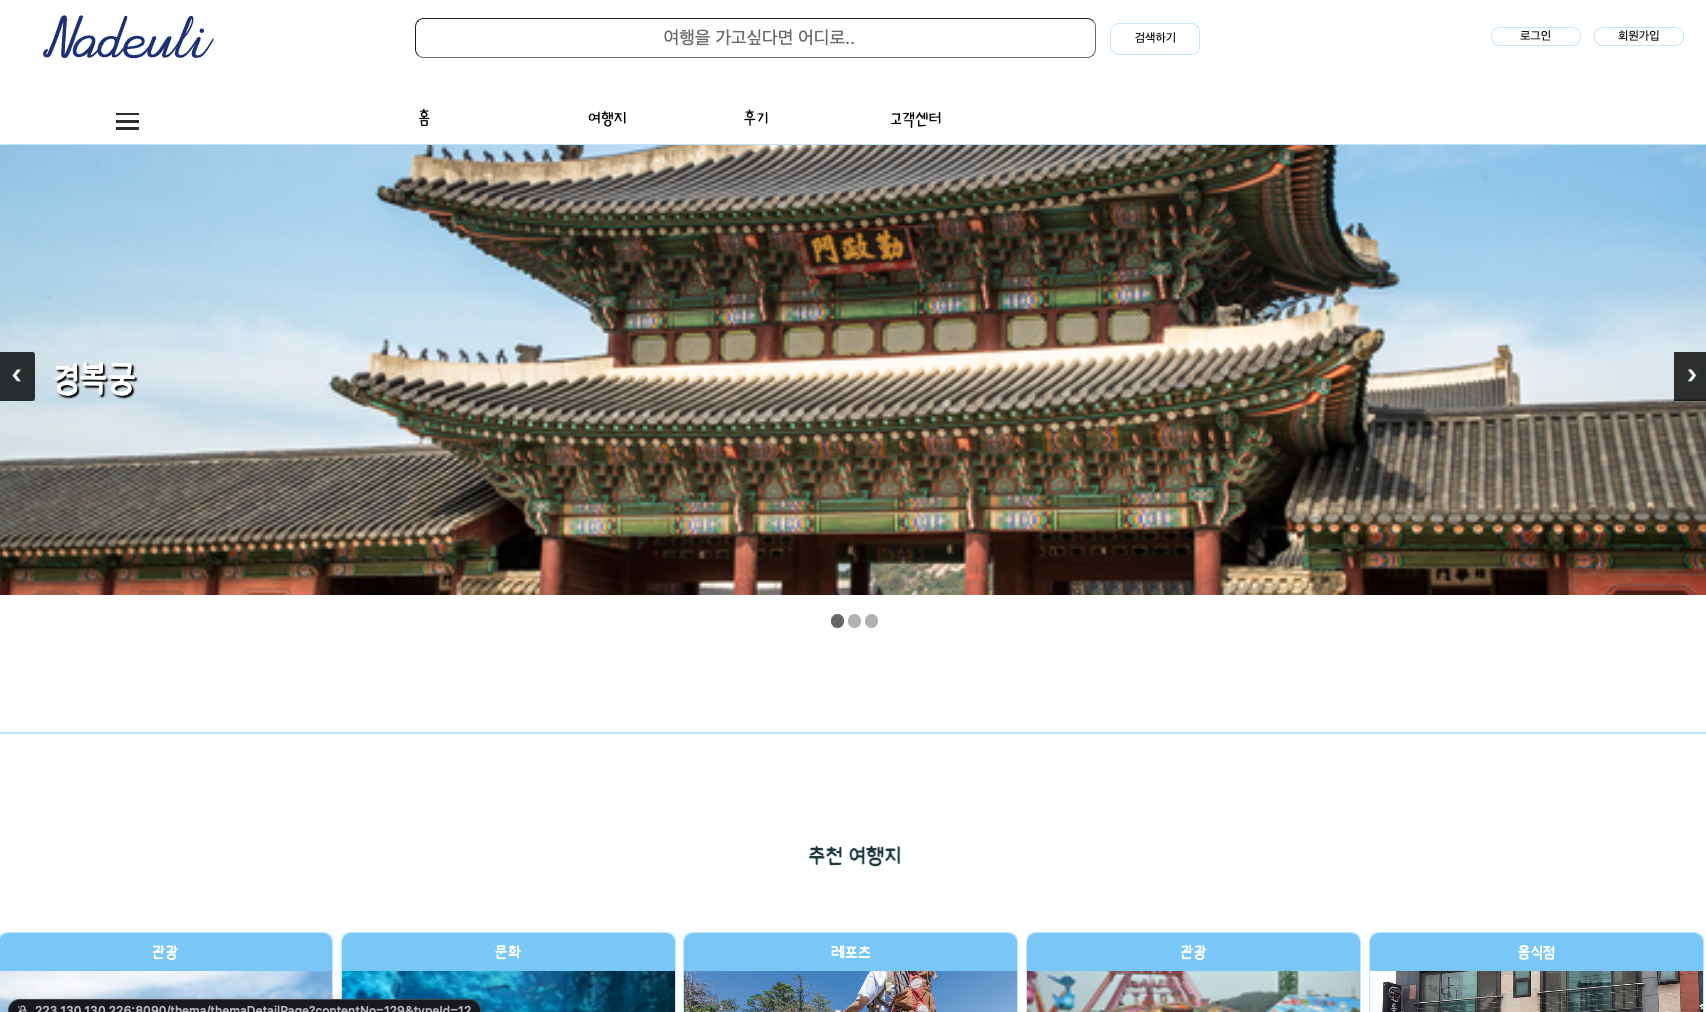 Nadeuli
여행을 가고싶다면 어디로..
검색하기
로그인
회원가입
홈
여행지
후기
고객센터
勤政門
경복궁
추천 여행지
관광
문화
레포츠
관광
음식점
223.130.130.226:8090/thema/themaDetailPage?contentNo=129&typeId=12